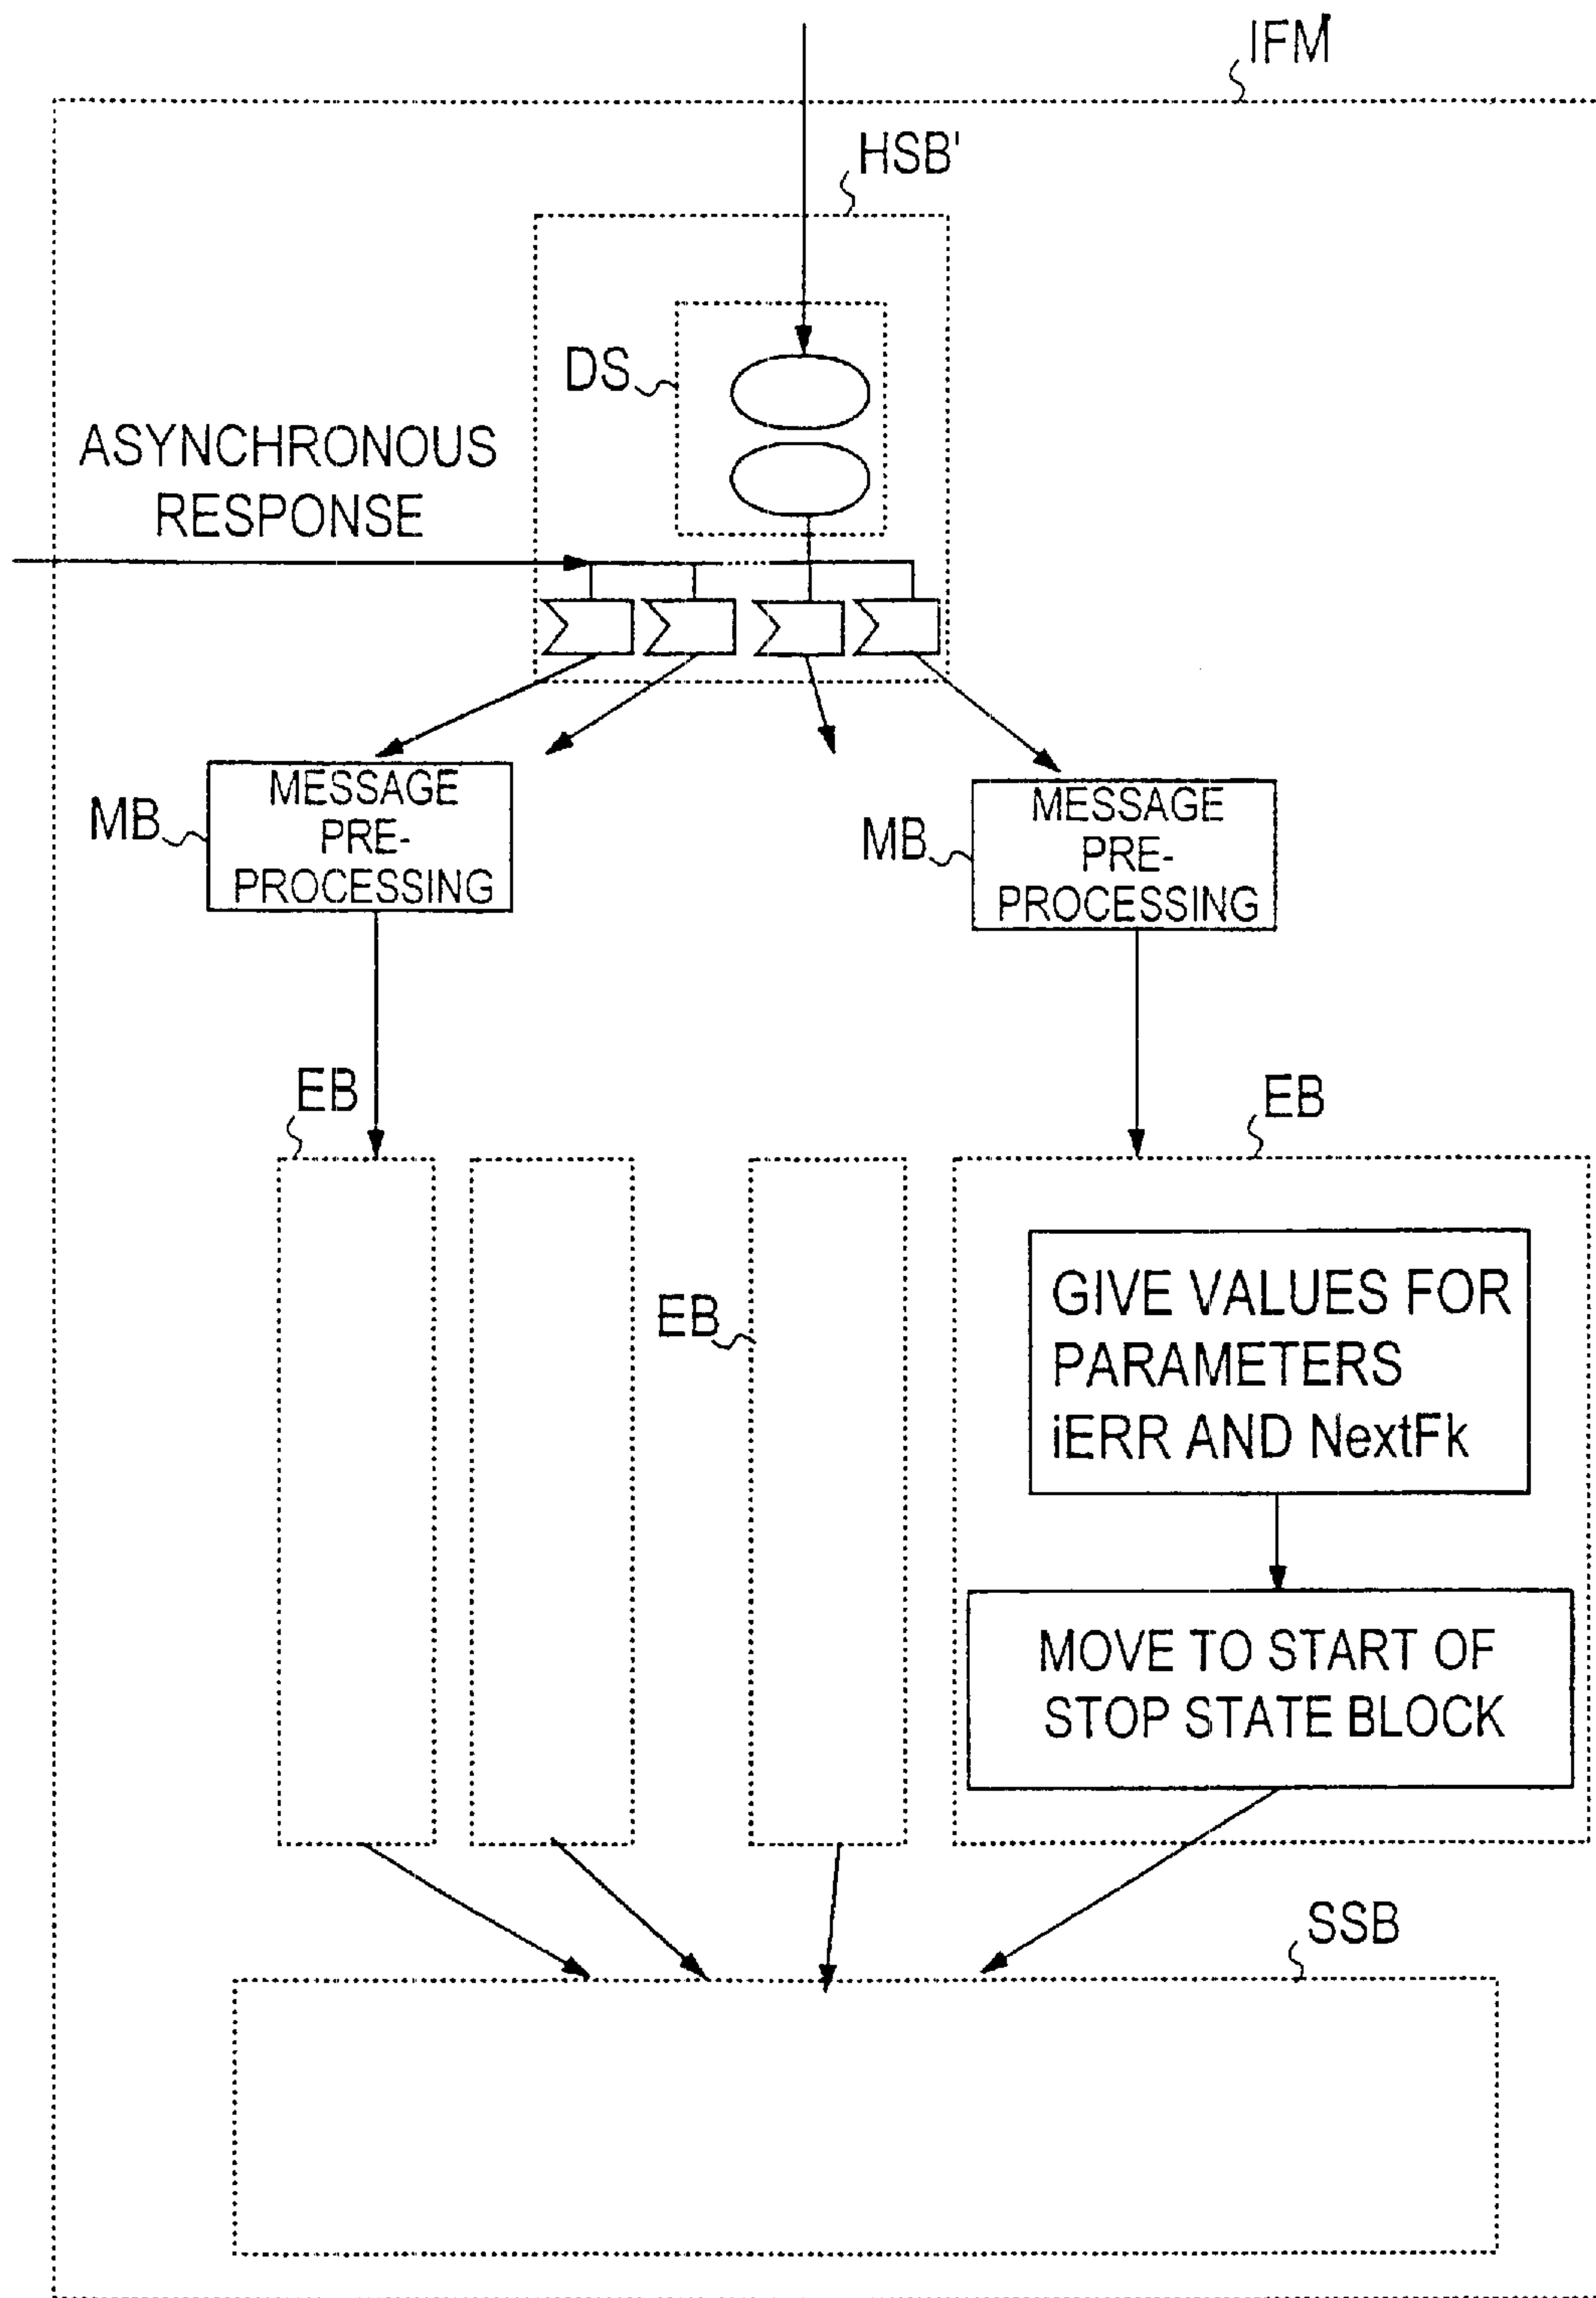 IFM'
HSB'
DS
ASYNCHRONOUS
RESPONSE
MESSAGE
PRE-
PROCESSING
MB
MESSAGE
PRE-
PROCESSING
MB
EB
EB
EB
GIVE VALUES FOR
PARAMETERS
iERR AND NextFk
MOVE TO START OF
STOP STATE BLOCK
SSB